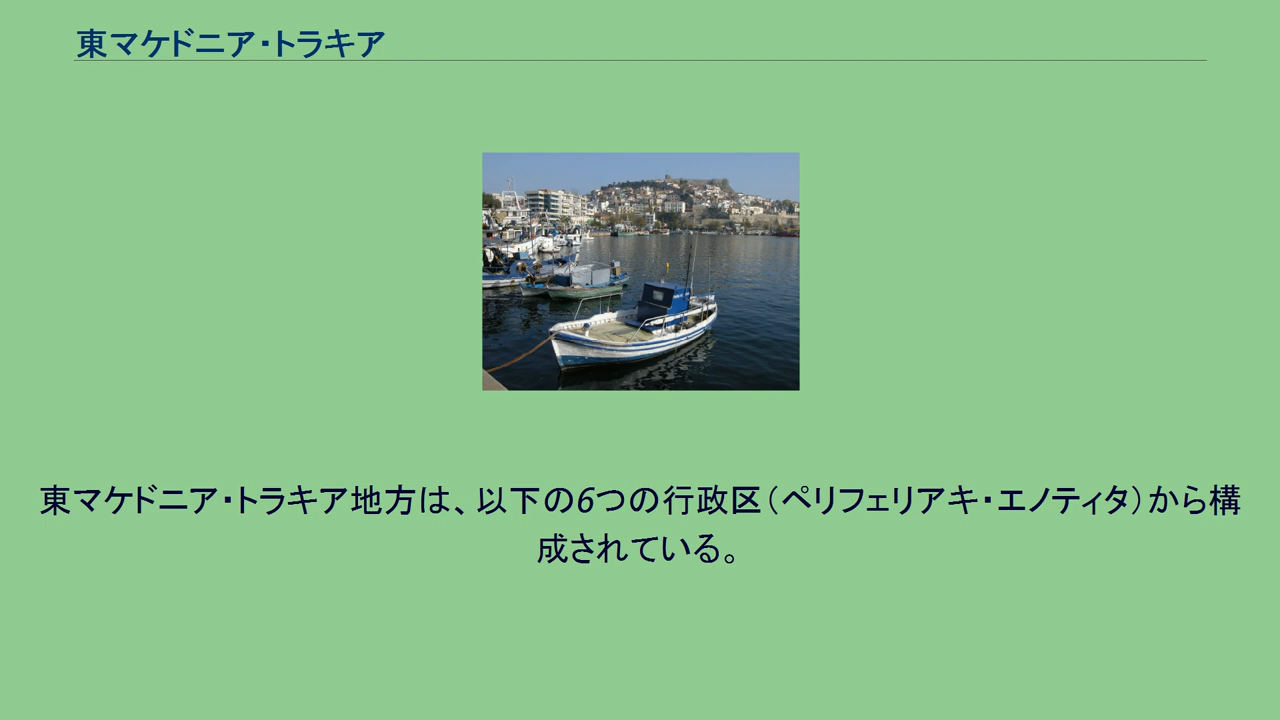 東マケドニア・トラキア
東マケドニア・トラキア地方は、以下の6つの行政区（ペリフェリアキ・エノティタ）から構
成されている。